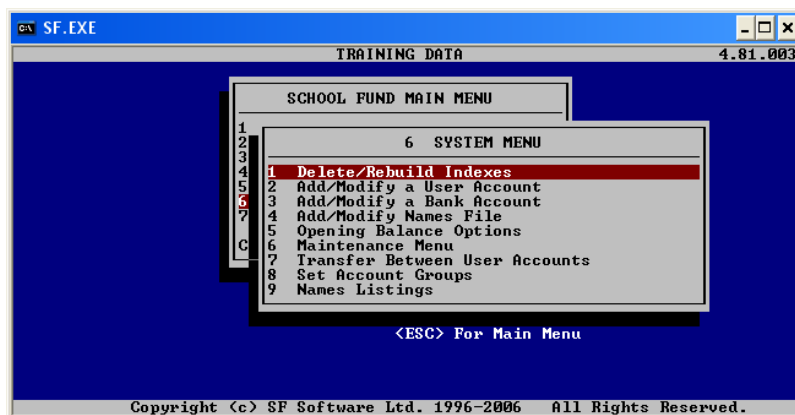 SF.EXE
TRAINING DATA 4.81.003
SCHOOL FUND MAIN MENU
1
2
3
4
5
6
7
C
6 SYSTEM MENU
1 Delete/Rebuild Indexes
2 Add/Modify a User Account
3 Add/Modify a Bank Account
4 Add/Modify Names File
5 Opening Balance Options
6 Maintenance Menu
7 Transfer Between User Accounts
8 Set Account Groups
9 Names Listings
<ESC> For Main Menu
Copyright (c) SF Software Ltd. 1996-2006 All Rights Reserved.